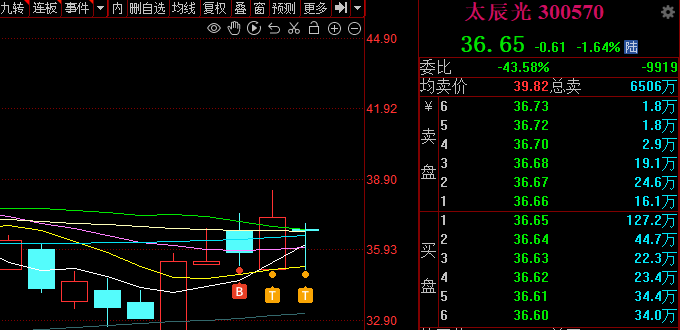 九转 连板 事件 内 删自选 均线 复权 叠 窗 预测 更多
太辰光 300570
36.65 -0.61 -1.64% 陆
委比 -43.58% -9919
均卖价 39.82 总卖 6506万
¥ 6 36.73 1.8万
5 36.72 1.8万
卖 4 36.70 2.9万
3 36.68 19.1万
盘 2 36.67 24.6万
1 36.66 16.1万
1 36.65 127.2万
2 36.64 44.7万
买 3 36.63 22.3万
4 36.62 23.4万
盘 5 36.61 34.4万
6 36.60 34.0万
44.90
41.92
38.90
35.93
32.90
B
T
T